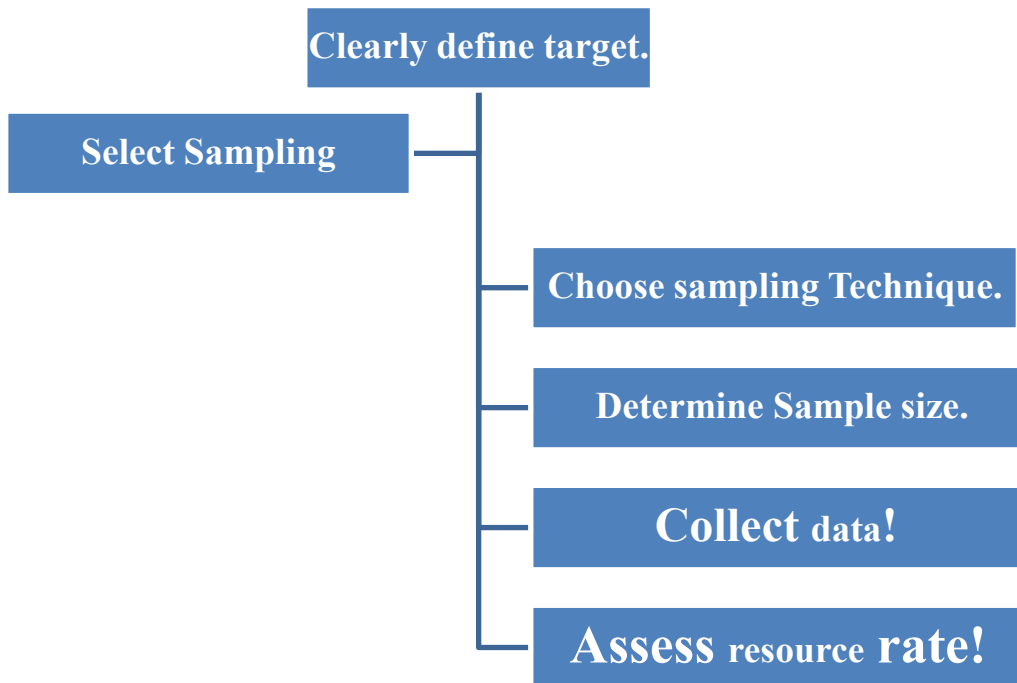 Clearly define target.
Select Sampling
Choose sampling Technique.
Determine Sample size.
Collect data!
Assess resource rate!